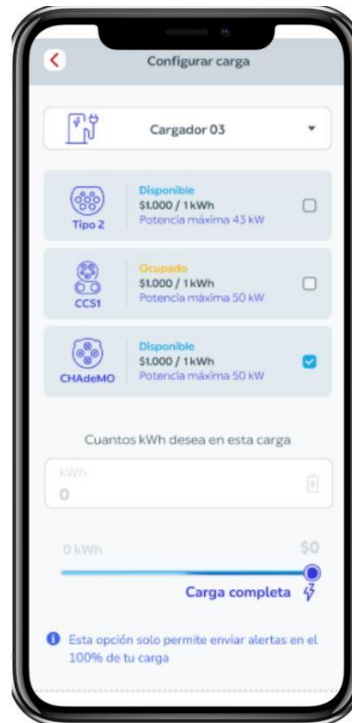 Configurar carga
Cargador 03
Disponible
$1.000 / 1 kWh
Potencia máxima 43 kW
Tipo 2
Ocupado
$1.000 / 1 kWh
Potencia máxima 50 kW
CCS1
Disponible
$1.000 / 1 kWh
Potencia máxima 50 kW
CHAdeMO
Cuantos kWh desea en esta carga
kWh
0
0 kWh $0
Carga completa
Esta opción solo permite enviar alertas en el
100% de tu carga